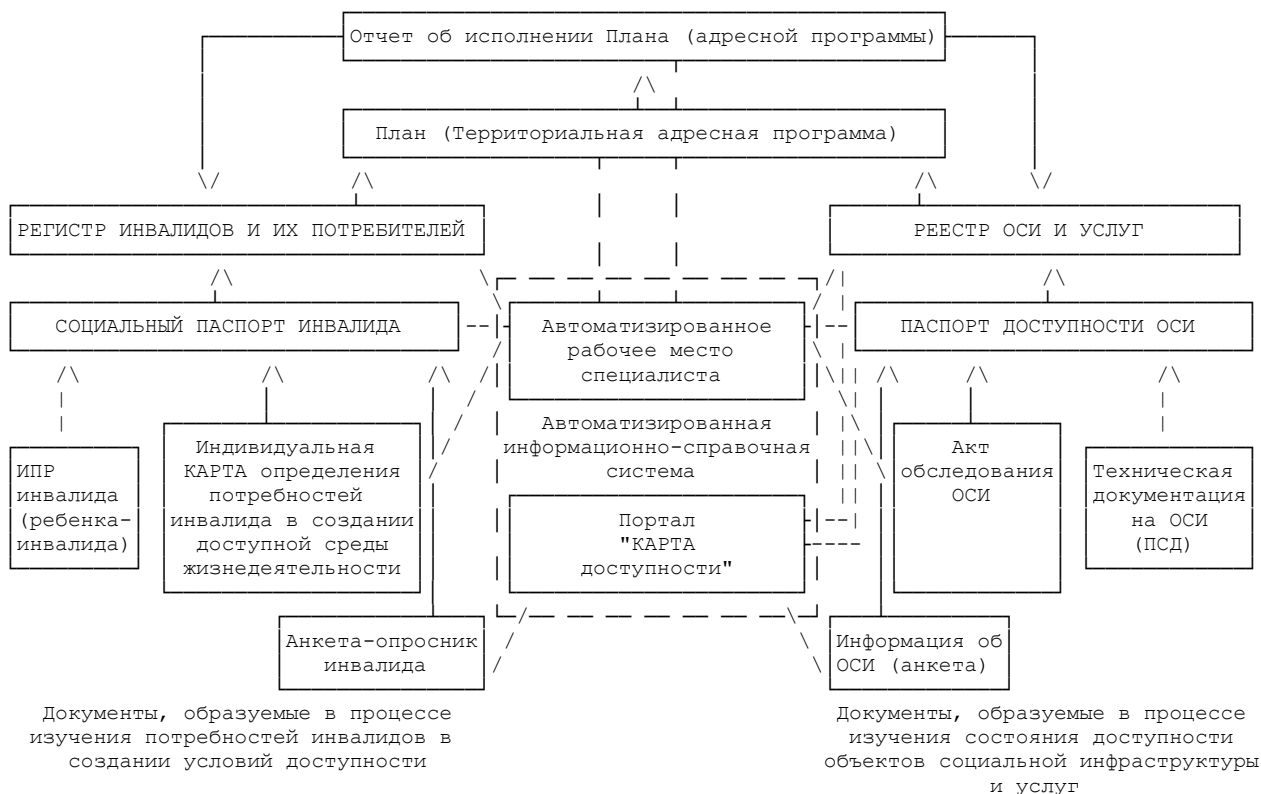 Отчет об исполнении Плана (адресной программы)
План (Территориальная адресная программа)
РЕГИСТР ИНВАЛИДОВ И ИХ ПОТРЕБИТЕЛЕЙ
РЕЕСТР ОСИ И УСЛУГ
СОЦИАЛЬНЫЙ ПАСПОРТ ИНВАЛИДА
Автоматизированное
рабочее место
специалиста
ПАСПОРТ ДОСТУПНОСТИ ОСИ
Автоматизированная
информационно-справочная
система
ИПР
инвалида
(ребенка-
инвалида)
Индивидуальная
КАРТА определения
потребностей
инвалида в создании
доступной среды
жизнедеятельности
Портал
"КАРТА
доступности"
Акт
обследования
ОСИ
Техническая
документация
на ОСИ
(ПСД)
Анкета-опросник
инвалида
Информация об
ОСИ (анкета)
Документы, образуемые в процессе
изучения потребностей инвалидов в
создании условий доступности
Документы, образуемые в процессе
изучения состояния доступности
объектов социальной инфраструктуры
и услуг